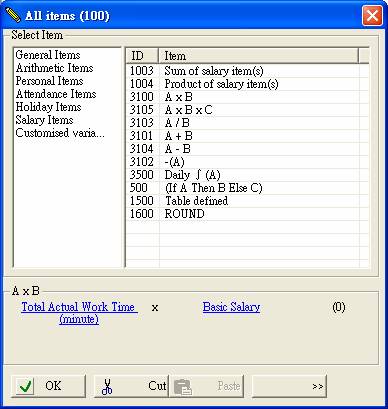 All items (100)
Select Item
General Items
Arithmetic Items
Personal Items
Attendance Items
Holiday Items
Salary Items
Customised varia...
ID Item
1003 Sum of salary item(s)
1004 Product of salary item(s)
3100 A x B
3105 A x B x C
3103 A / B
3101 A + B
3104 A - B
3102 -(A)
3500 Daily ∫ (A)
500 (If A Then B Else C)
1500 Table defined
1600 ROUND
A x B
Total Actual Work Time x Basic Salary (0)
(minute)
OK Cut Paste >>